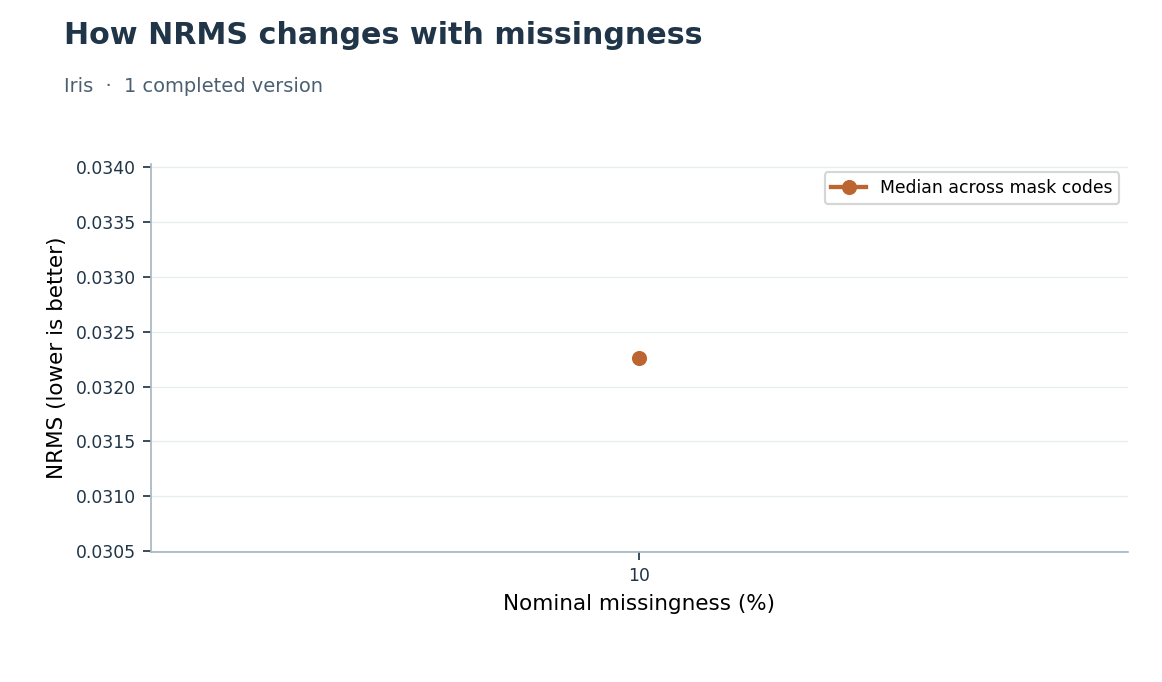 How NRMS changes with missingness
Iris · 1 completed version
0.0340
0.0335
0.0330
0.0325
0.0320
0.0315
0.0310
0.0305
NRMS (lower is better)
Median across mask codes
10
Nominal missingness (%)